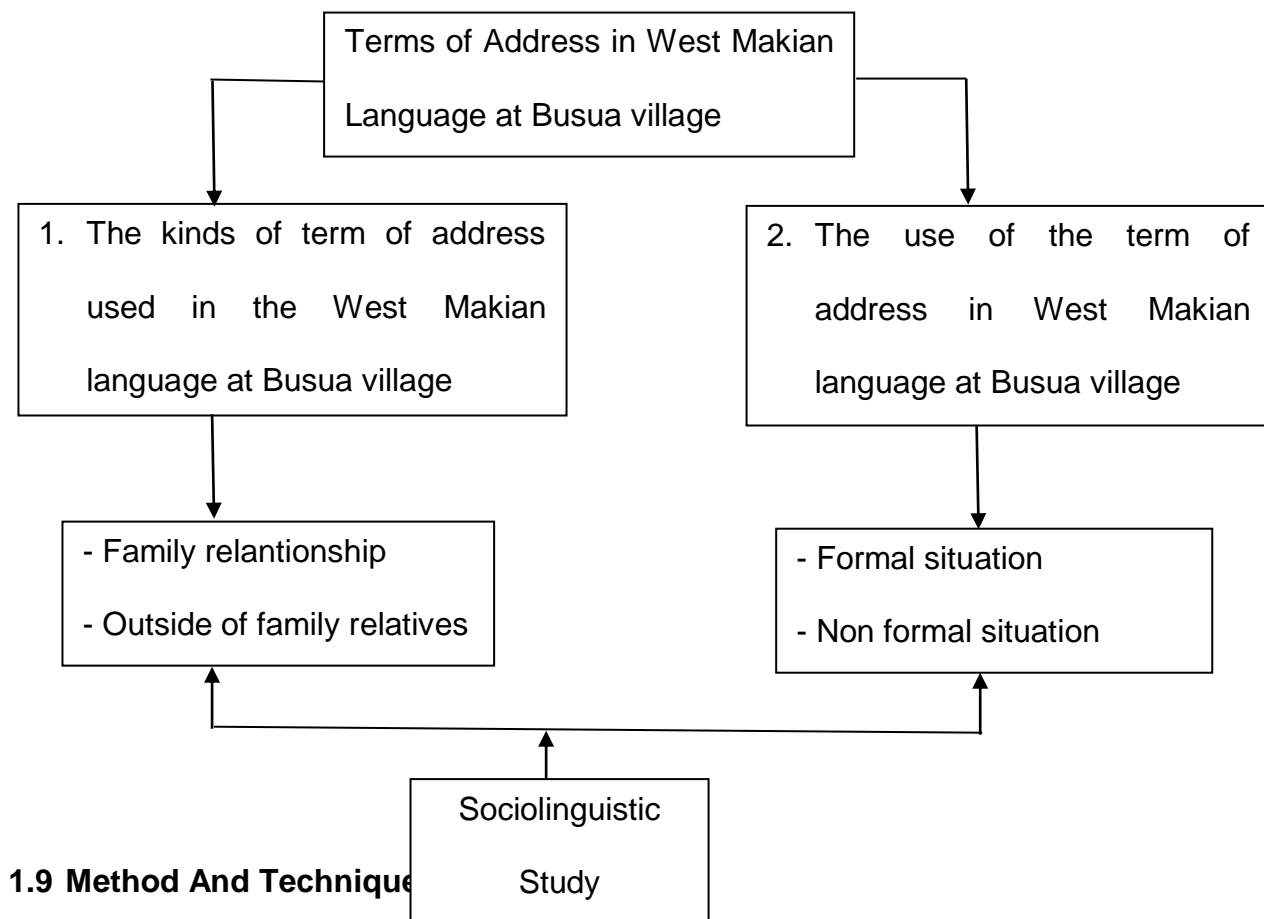 Terms of Address in West Makian
Language at Busua village
1. The kinds of term of address
used in the West Makian
language at Busua village
2. The use of the term of
address in West Makian
language at Busua village
- Family relantionship
- Outside of family relatives
- Formal situation
- Non formal situation
Sociolinguistic
Study
1.9 Method And Technique